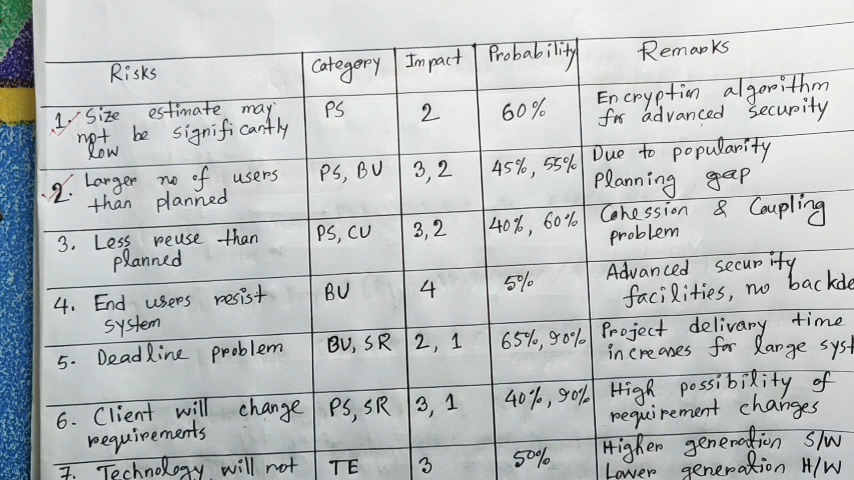 Risks Category Impact Probability Remarks
1. Size estimate may PS 2 60% Encryption algorithm
not be significantly for advanced security
low
2. Larger no of users PS, BU 3, 2 45%, 55% Due to popularity
than planned Planning gap
3. Less reuse than PS, CU 3, 2 40%, 60% Cohession & Coupling
planned problem
4. End users resist BU 4 5% Advanced security
system facilities, no backde
5. Deadline problem BU, SR 2, 1 65%, 90% Project delivary time
increases for large syst
6. Client will change PS, SR 3, 1 40%, 90% High possibility of
requirements requirement changes
7. Technology will not TE 3 50% Higher generation S/W
Lower generation H/W